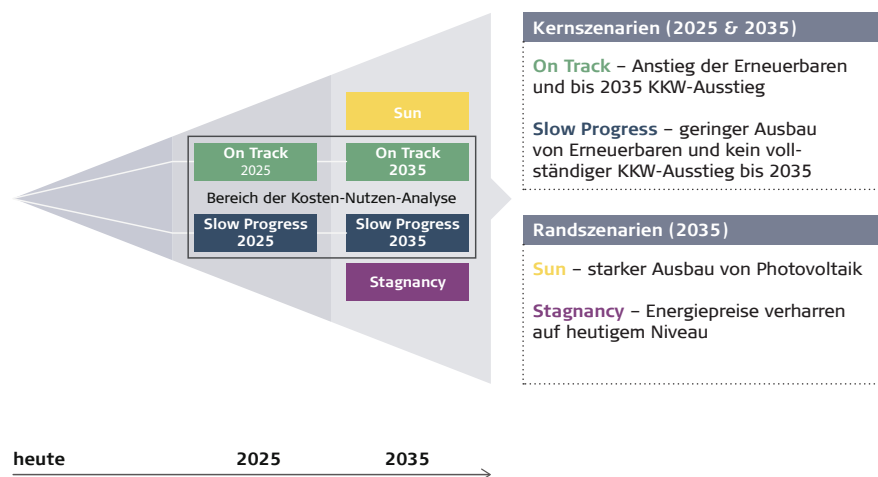 Sun
On Track
2025
On Track
2035
Bereich der Kosten-Nutzen-Analyse
Slow Progress
2025
Slow Progress
2035
Stagnancy
heute
2025
2035
Kernszenarien (2025 & 2035)
On Track – Anstieg der Erneuerbaren
und bis 2035 KKW-Ausstieg
Slow Progress – geringer Ausbau
von Erneuerbaren und kein voll-
ständiger KKW-Ausstieg bis 2035
Randszenarien (2035)
Sun – starker Ausbau von Photovoltaik
Stagnancy – Energiepreise verharren
auf heutigem Niveau